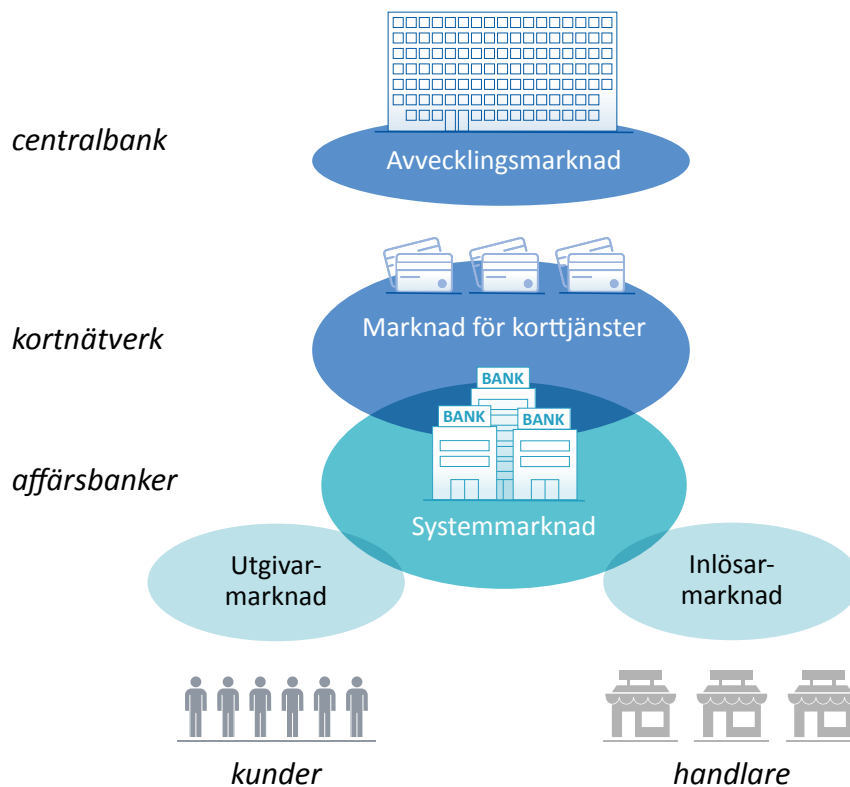 centralbank
Avvecklingsmarknad
kortnätverk
Marknad för korttjänster
BANK
BANK
BANK
affärsbanker
Systemmarknad
Utgivar-
marknad
Inlösar-
marknad
kunder
handlare